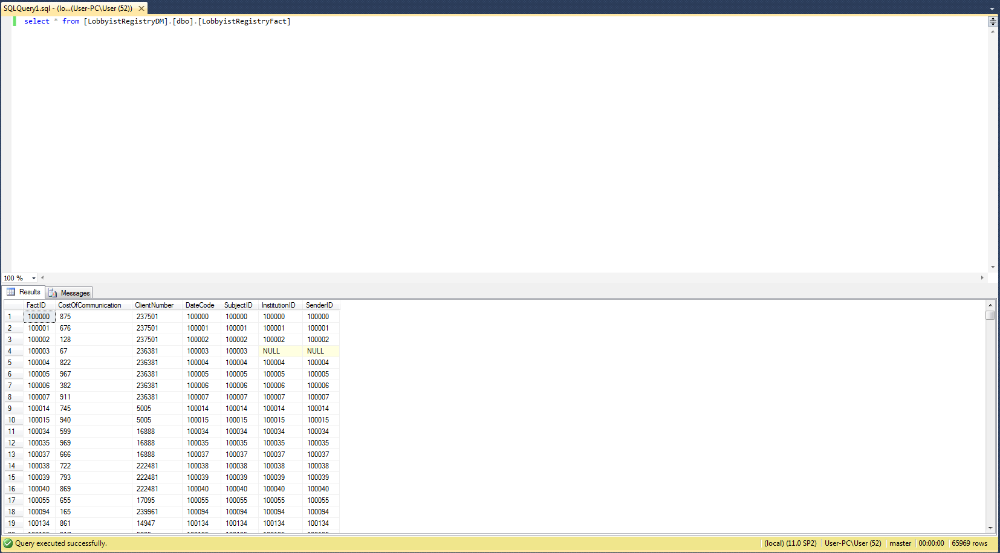 SQLQuery1.sql - (lo...(User-PC\User (52))
select * from [LobbyistRegistryDM].[dbo].[LobbyistRegistryFact]
100 %
Results Messages
FactID CostOfCommunication ClientNumber DateCode SubjectID InstitutionID SenderID
1 100000 875 237501 100000 100000 100000 100000
2 100001 676 237501 100001 100001 100001 100001
3 100002 128 237501 100002 100002 100002 100002
4 100003 67 236381 100003 100003 NULL NULL
5 100004 822 236381 100004 100004 100004 100004
6 100005 967 236381 100005 100005 100005 100005
7 100006 382 236381 100006 100006 100006 100006
8 100007 911 236381 100007 100007 100007 100007
9 100014 745 5005 100014 100014 100014 100014
10 100015 940 5005 100015 100015 100015 100015
11 100034 599 16888 100034 100034 100034 100034
12 100035 969 16888 100035 100035 100035 100035
13 100037 666 16888 100037 100037 100037 100037
14 100038 722 222481 100038 100038 100038 100038
15 100039 793 222481 100039 100039 100039 100039
16 100040 869 222481 100040 100040 100040 100040
17 100055 655 17095 100055 100055 100055 100055
18 100094 165 239961 100094 100094 100094 100094
19 100134 861 14947 100134 100134 100134 100134
Query executed successfully. (local) (11.0 SP2) User-PC\User (52) master 00:00:00 65969 rows